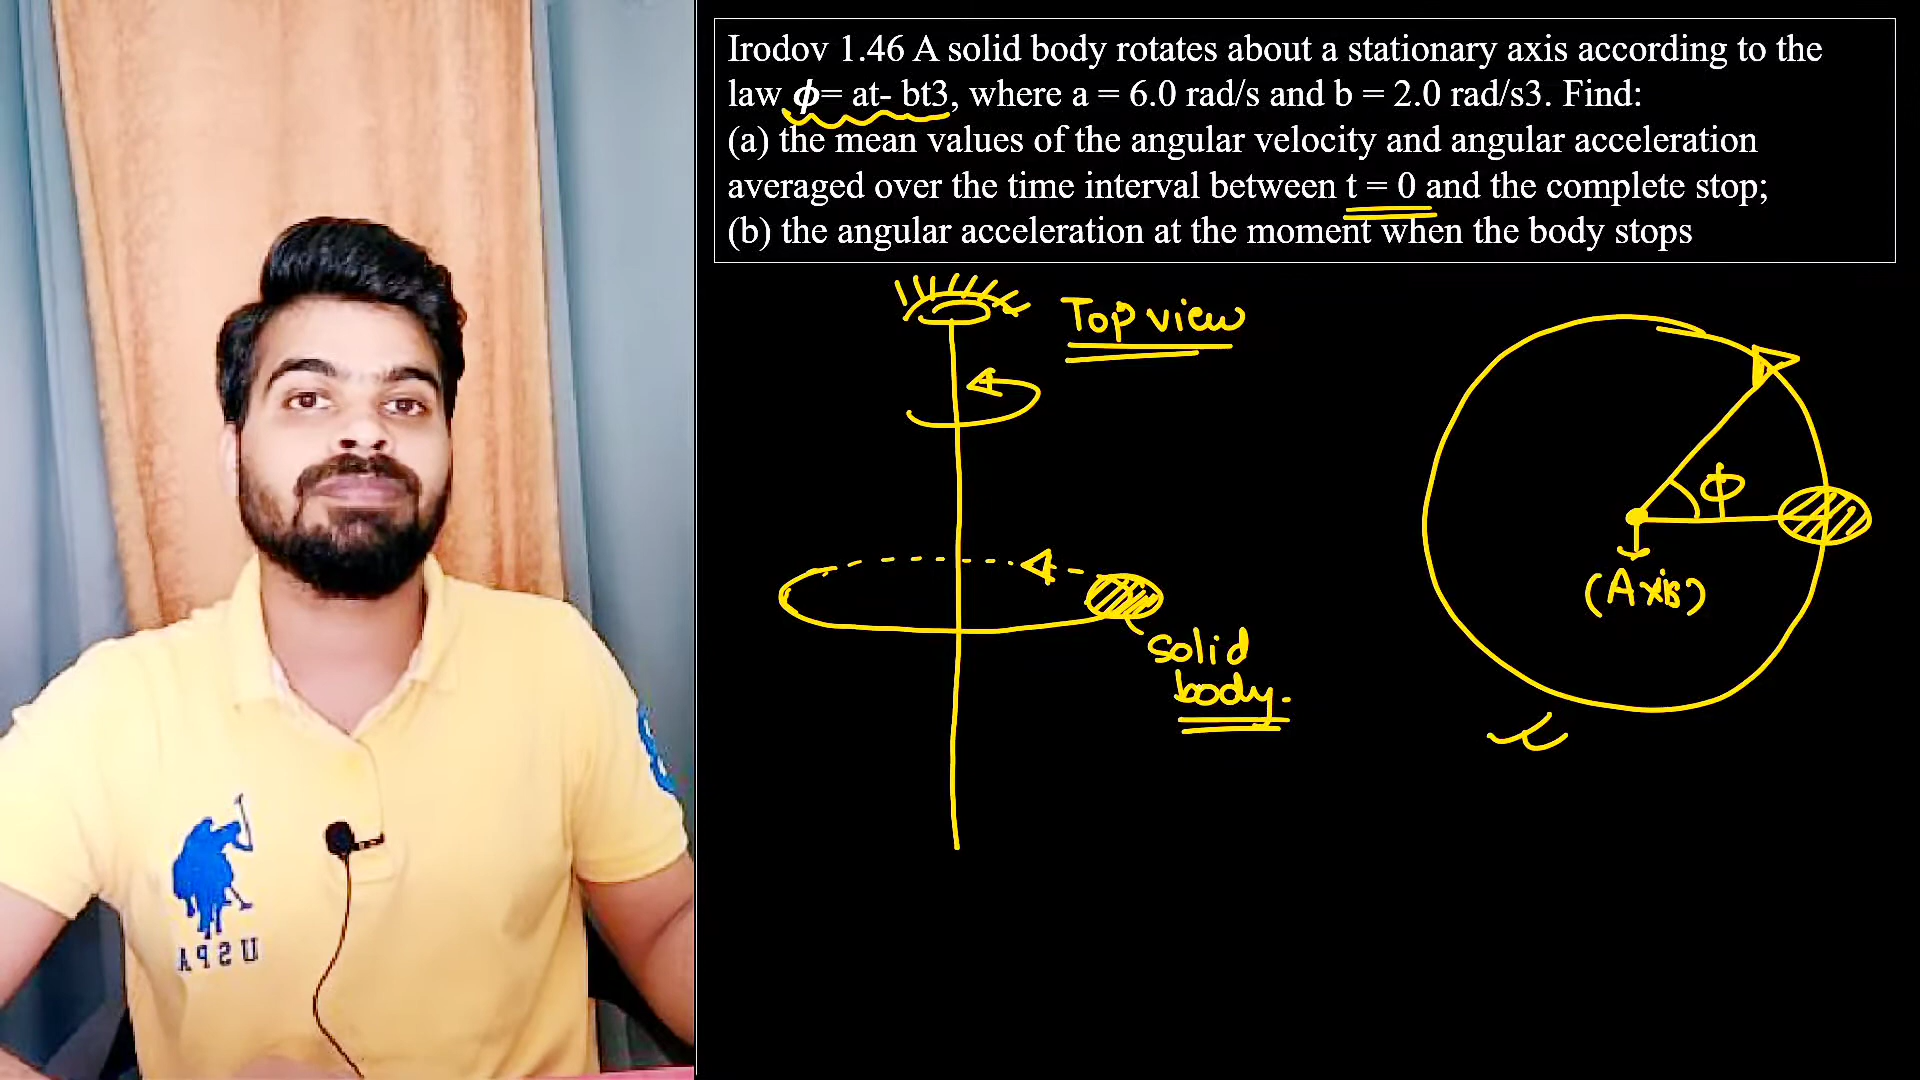 Irodov 1.46 A solid body rotates about a stationary axis according to the
law ϕ= at- bt3, where a = 6.0 rad/s and b = 2.0 rad/s3. Find:
(a) the mean values of the angular velocity and angular acceleration
averaged over the time interval between t = 0 and the complete stop;
(b) the angular acceleration at the moment when the body stops
Top view
ϕ
(Axis)
solid
body.
USPA